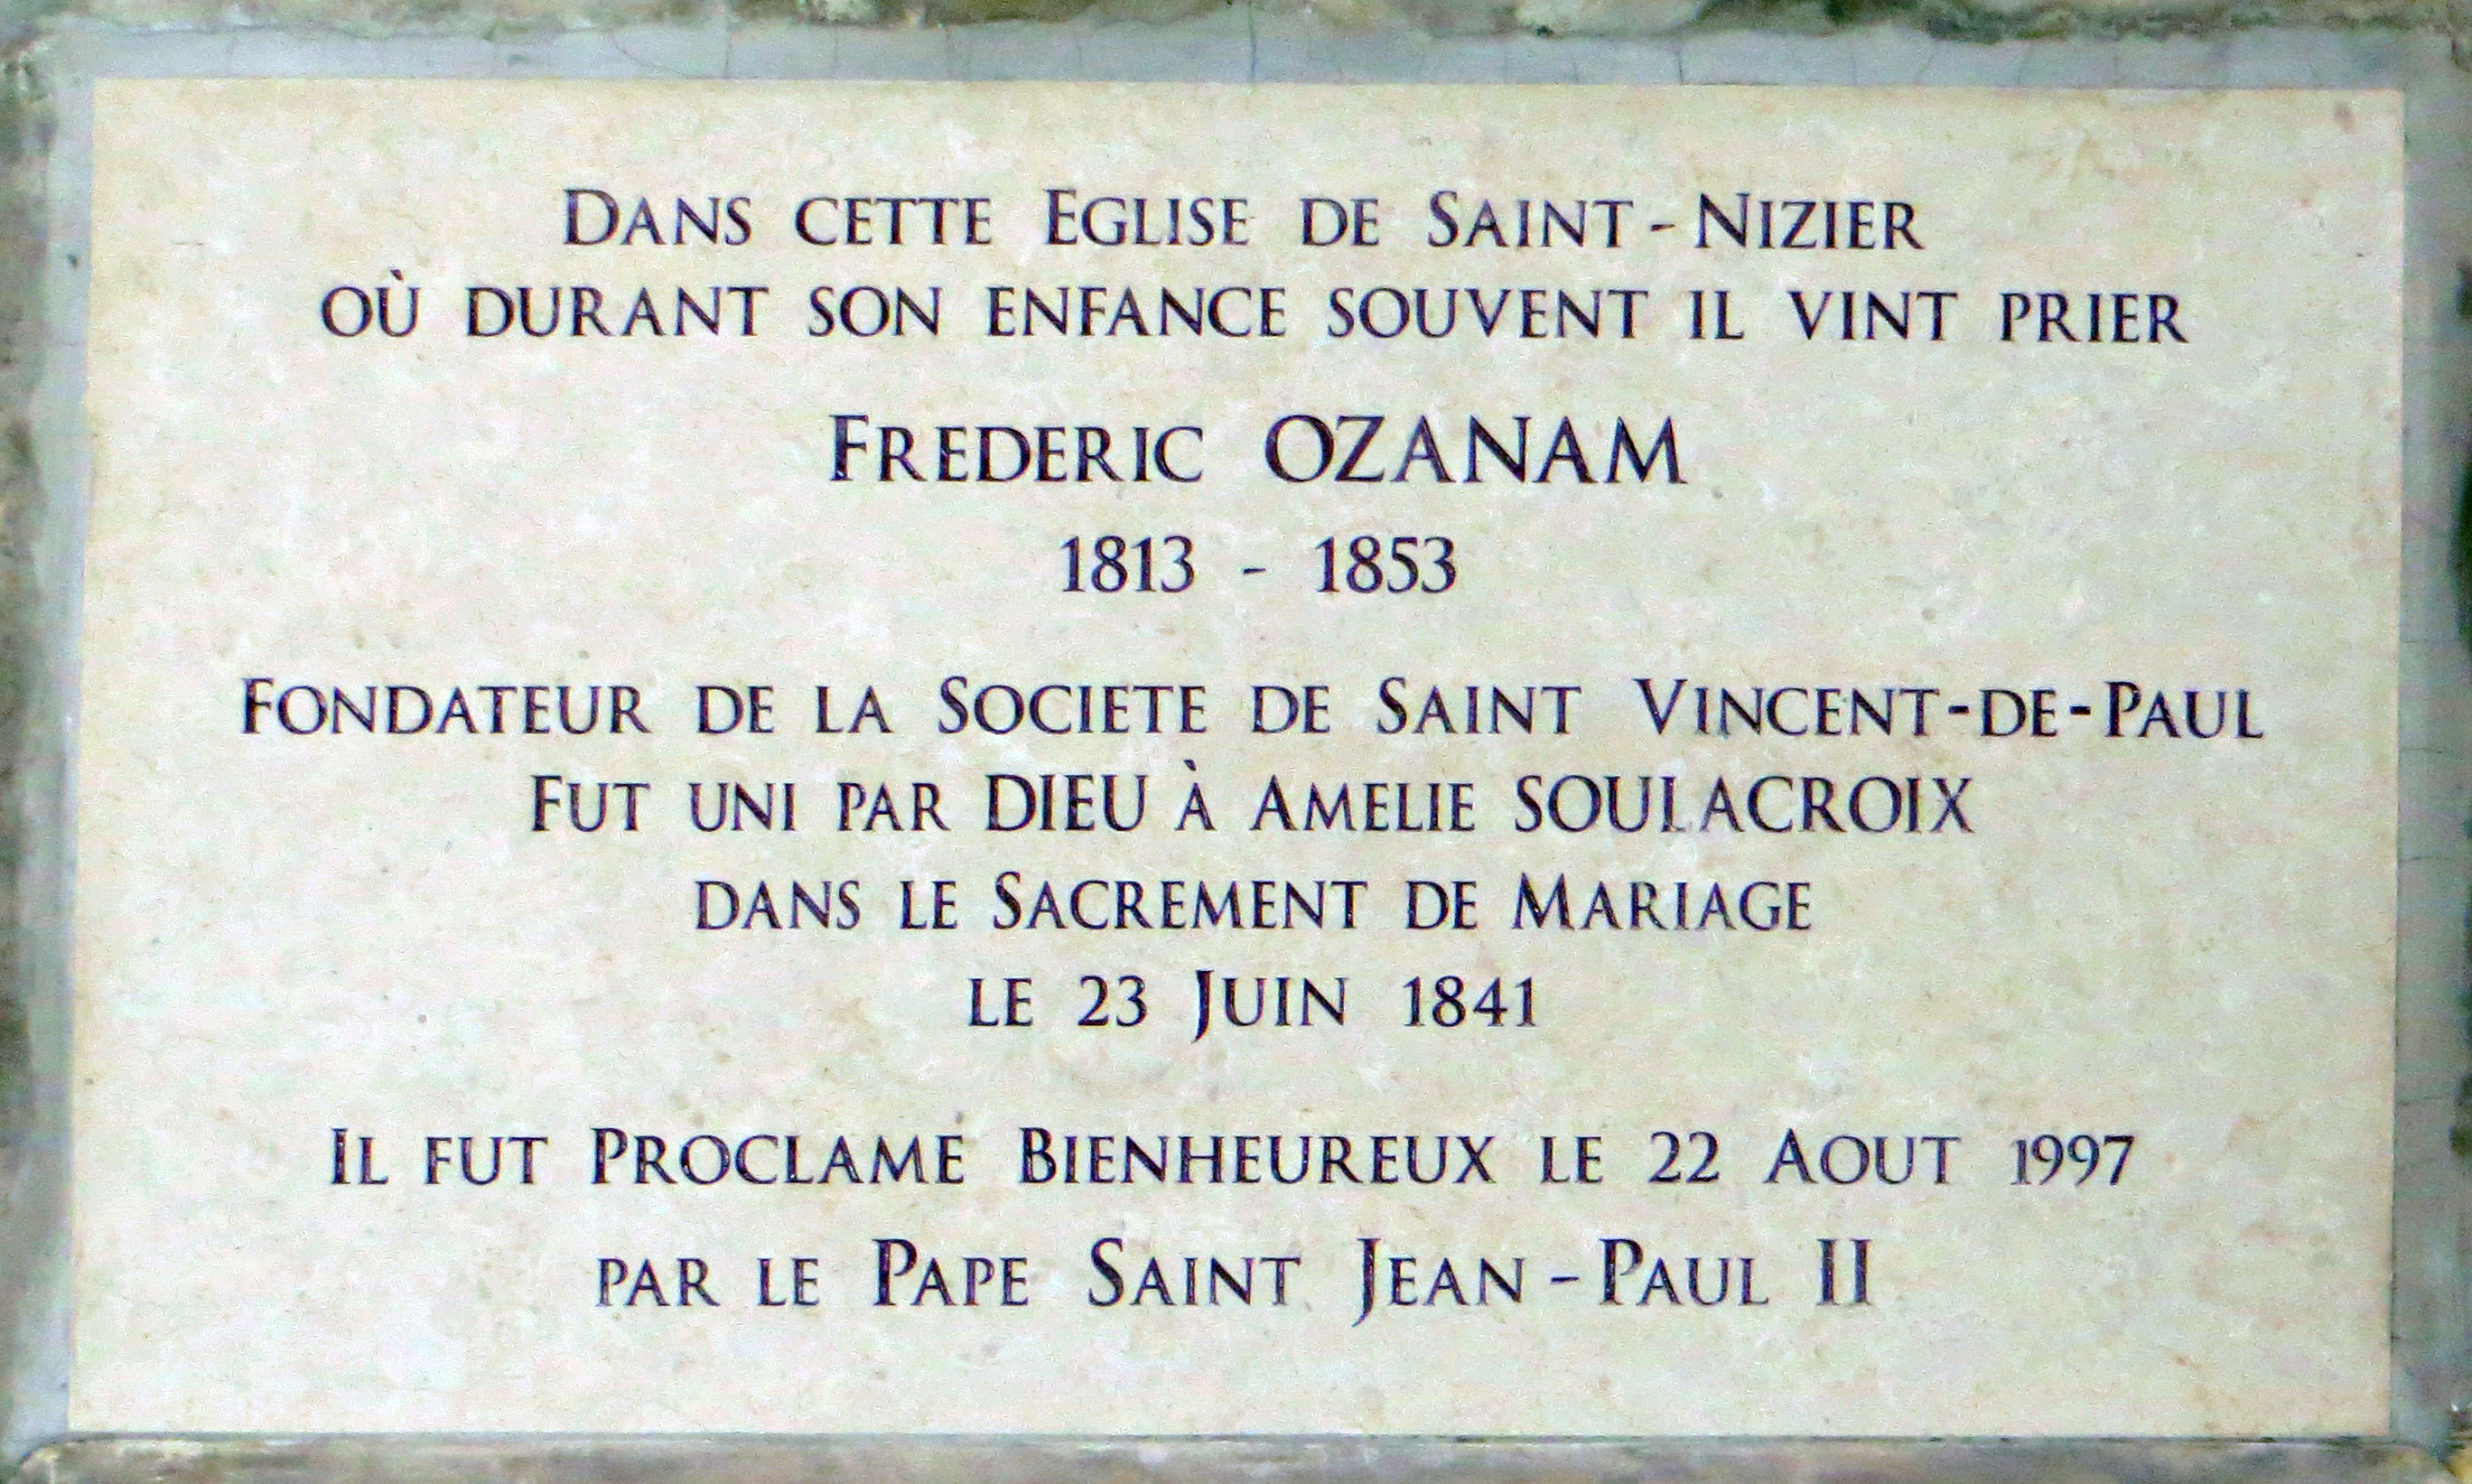 DANS CETTE EGLISE DE SAINT-NIZIER
OÙ DURANT SON ENFANCE SOUVENT IL VINT PRIER
FREDERIC OZANAM
1813 - 1853
FONDATEUR DE LA SOCIETE DE SAINT VINCENT-DE-PAUL
FUT UNI PAR DIEU À AMELIE SOULACROIX
DANS LE SACREMENT DE MARIAGE
LE 23 JUIN 1841
IL FUT PROCLAME BIENHEUREUX LE 22 AOUT 1997
PAR LE PAPE SAINT JEAN-PAUL II